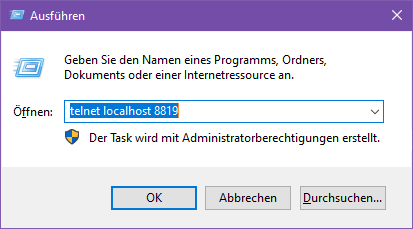 Ausführen
Geben Sie den Namen eines Programms, Ordners,
Dokuments oder einer Internetressource an.
Öffnen: telnet localhost 8819
Der Task wird mit Administratorberechtigungen erstellt.
OK Abbrechen Durchsuchen...